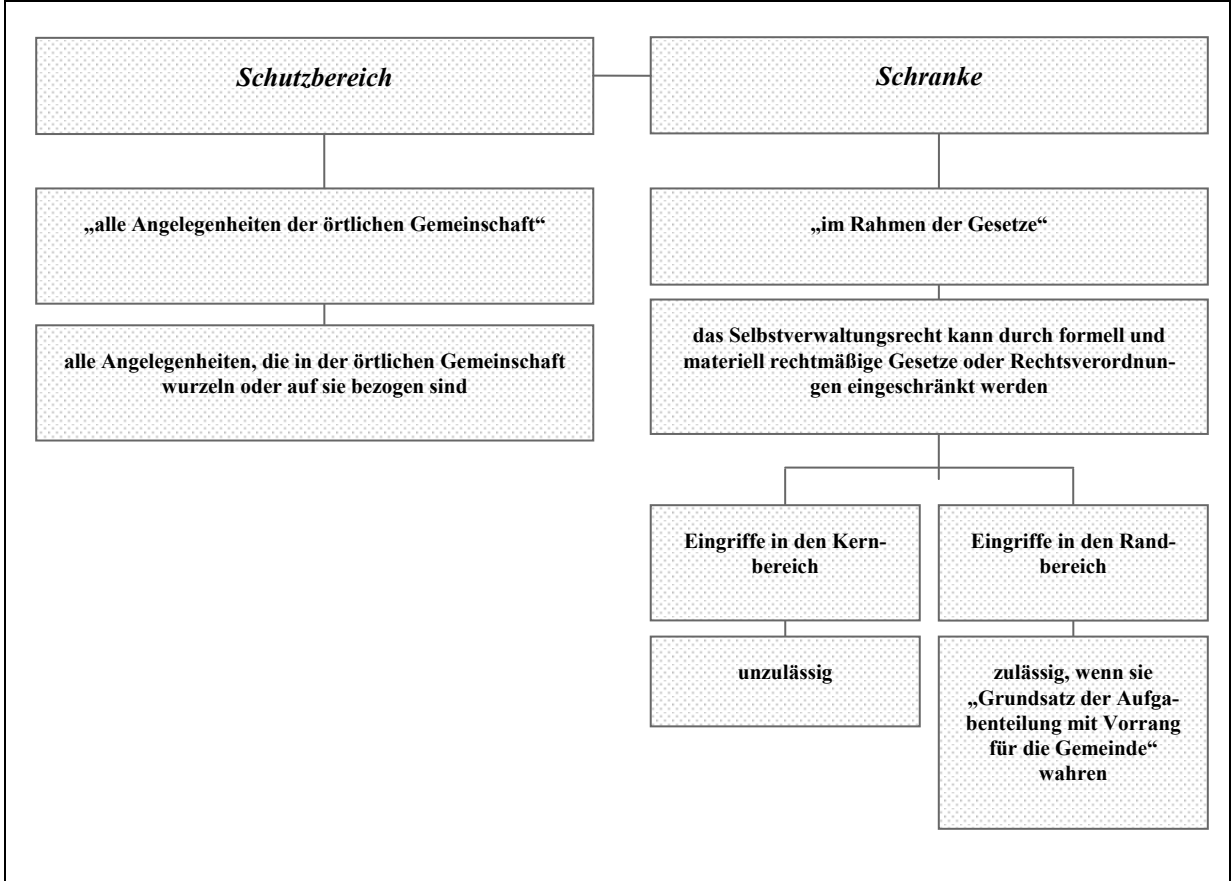 Schutzbereich
Schranke
„alle Angelegenheiten der örtlichen Gemeinschaft“
„im Rahmen der Gesetze“
alle Angelegenheiten, die in der örtlichen Gemeinschaft
wurzeln oder auf sie bezogen sind
das Selbstverwaltungsrecht kann durch formell und
materiell rechtmäßige Gesetze oder Rechtsverordnun-
gen eingeschränkt werden
Eingriffe in den Kern-
bereich
Eingriffe in den Rand-
bereich
unzulässig
zulässig, wenn sie
„Grundsatz der Aufga-
benteilung mit Vorrang
für die Gemeinde“
wahren